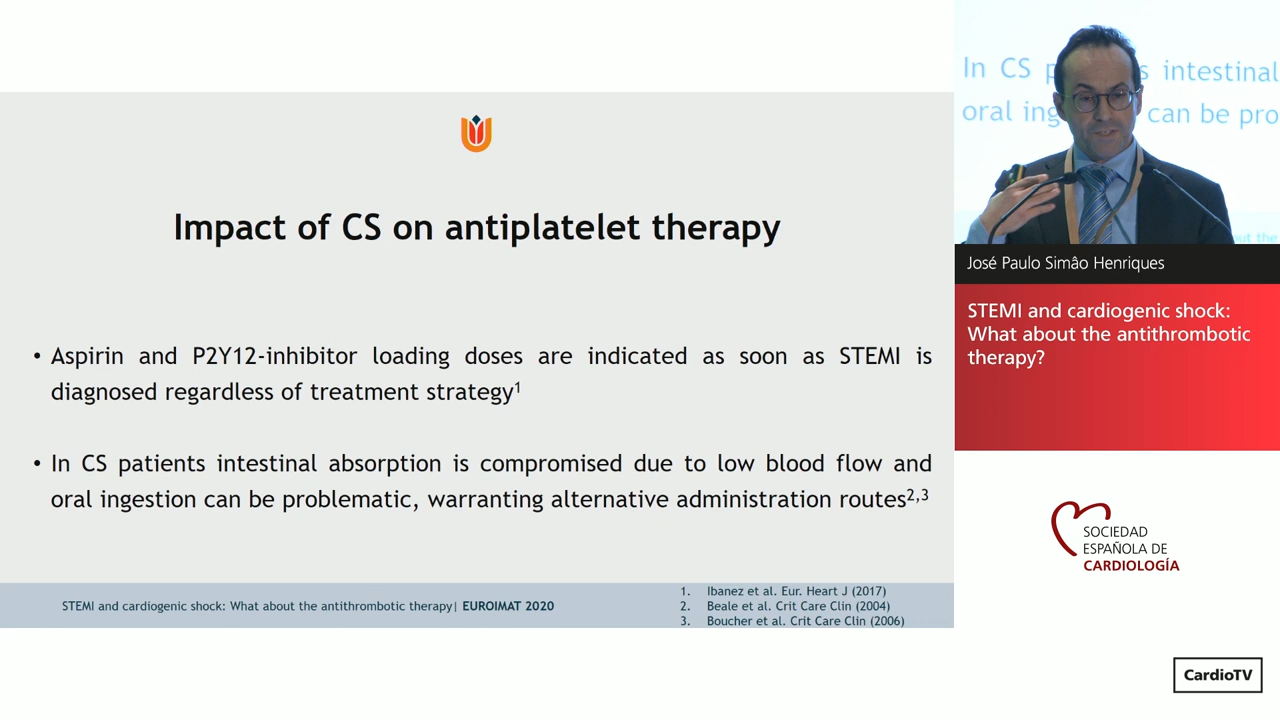 Impact of CS on antiplatelet therapy
• Aspirin and P2Y12-inhibitor loading doses are indicated as soon as STEMI is
diagnosed regardless of treatment strategy1
• In CS patients intestinal absorption is compromised due to low blood flow and
oral ingestion can be problematic, warranting alternative administration routes2,3
STEMI and cardiogenic shock: What about the antithrombotic therapy| EUROIMAT 2020
1. Ibanez et al. Eur. Heart J (2017)
2. Beale et al. Crit Care Clin (2004)
3. Boucher et al. Crit Care Clin (2006)
In CS p s intestinal
oral ing can be pro
out the
José Paulo Simâo Henriques
STEMI and cardiogenic shock:
What about the antithrombotic
therapy?
SOCIEDAD
ESPAÑOLA DE
CARDIOLOGÍA
CardioTV